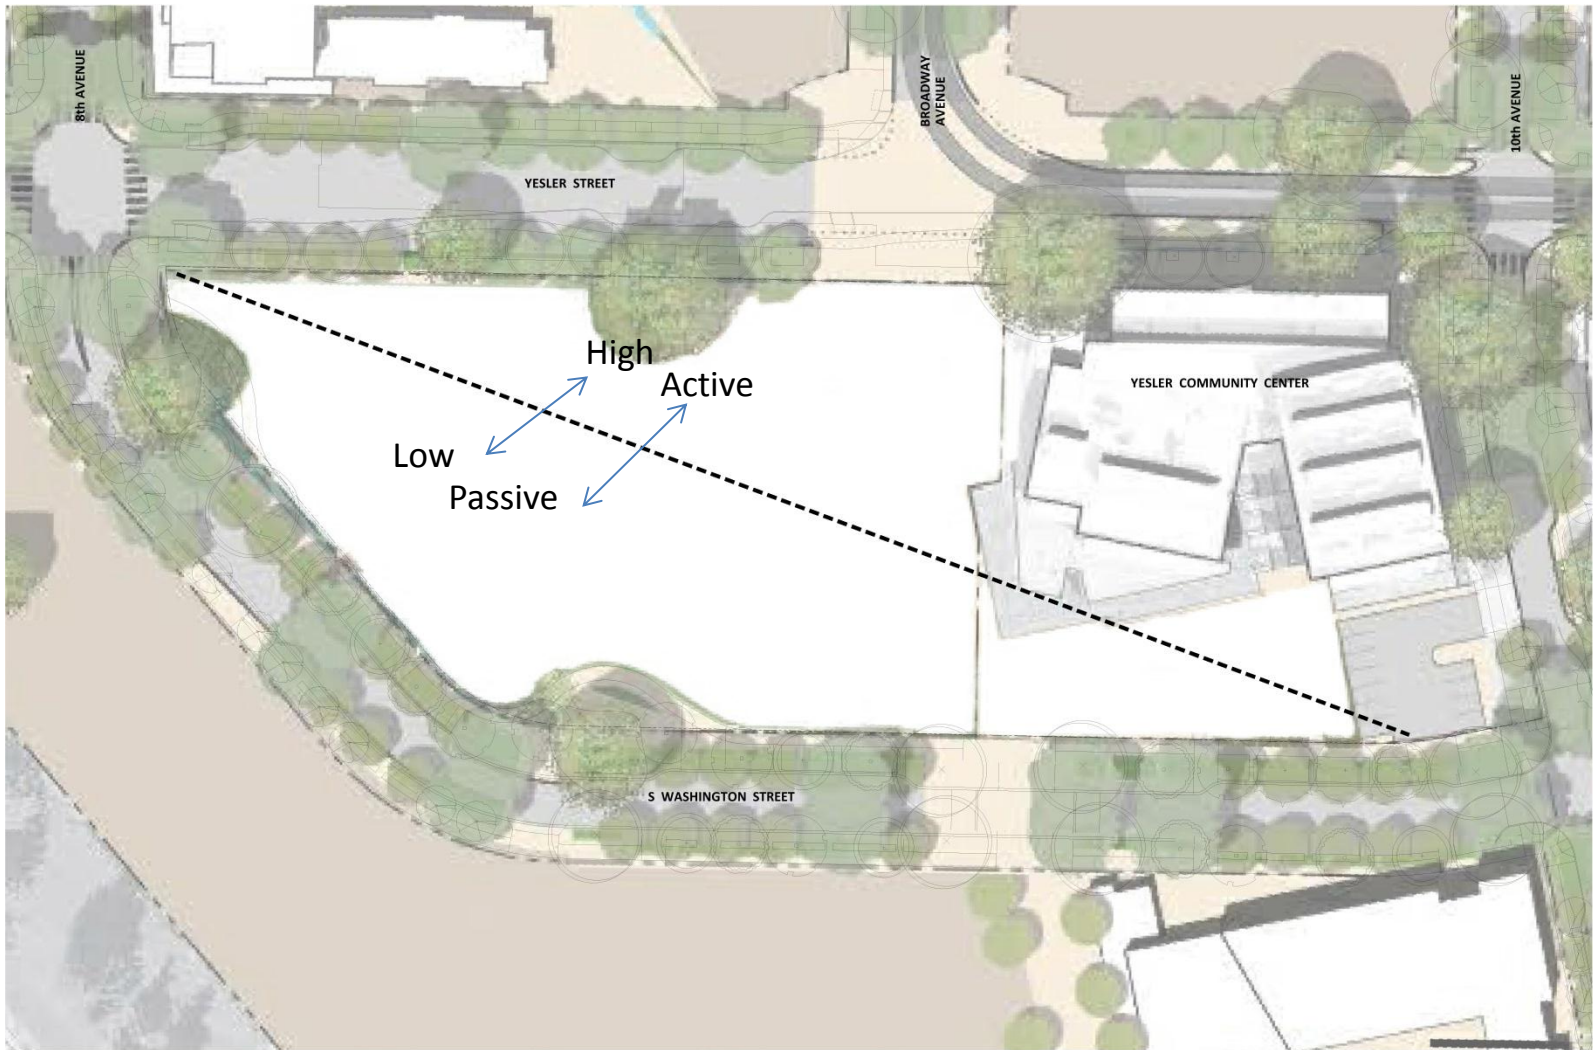 8th AVENUE
BROADWAY
AVENUE
10th AVENUE
YESLER STREET
High
Active
YESLER COMMUNITY CENTER
Low
Passive
S WASHINGTON STREET